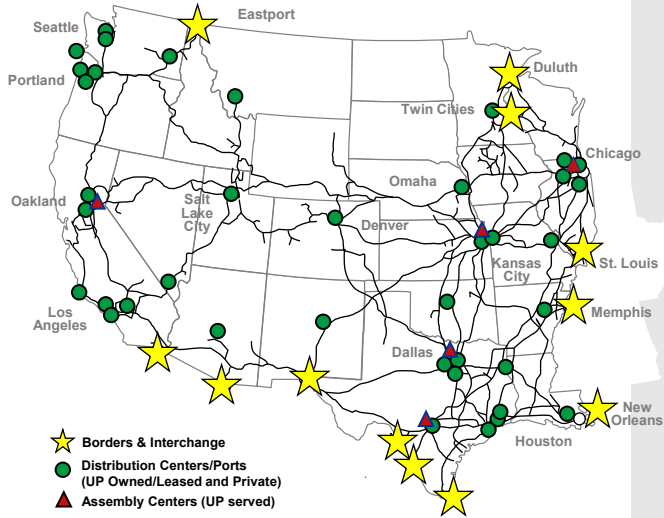 Eastport
Seattle
Duluth
Portland
Twin Cities
Chicago
Omaha
Oakland
Salt
Lake
City
Denver
Kansas
City
St. Louis
Los
Angeles
Memphis
Dallas
New
Orleans
Houston
Borders & Interchange
Distribution Centers/Ports
(UP Owned/Leased and Private)
Assembly Centers (UP served)